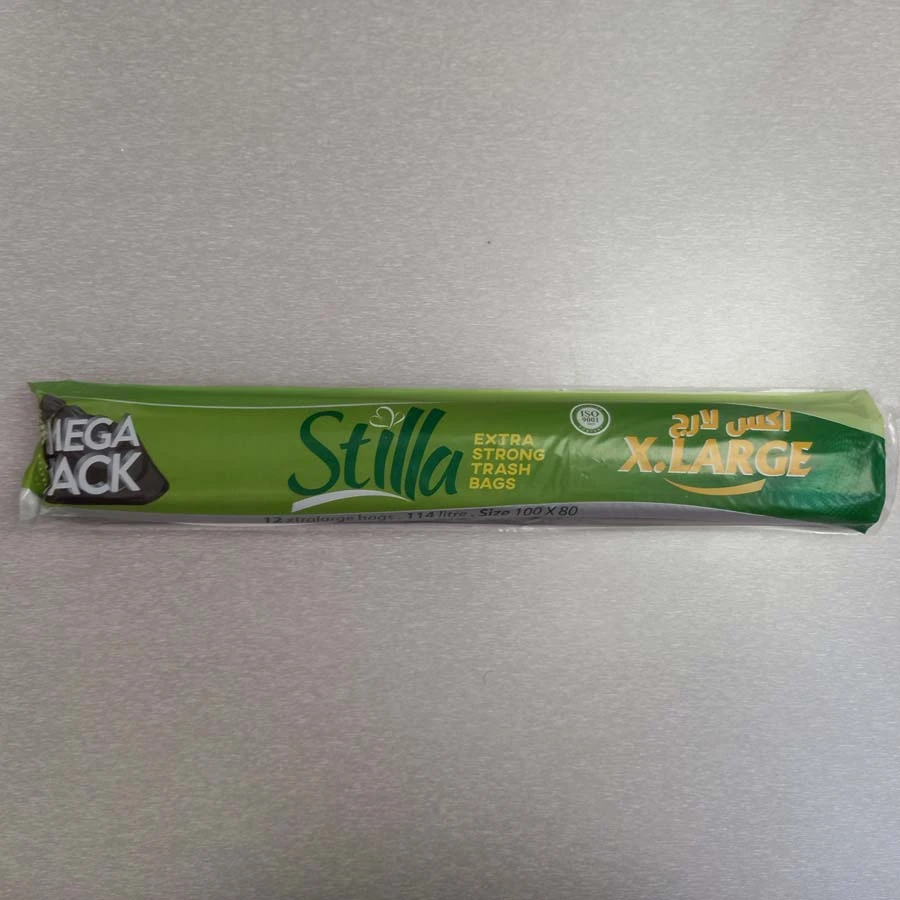 MEGA
PACK
Stilla
EXTRA
STRONG
TRASH
BAGS
ISO
9001
اكس لارج
X.LARGE
12 xtralarge bags . 114 litre . Size 100 X 80